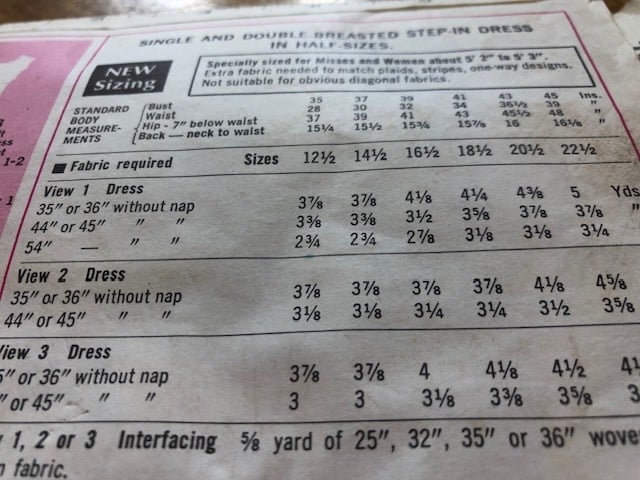 SINGLE AND DOUBLE-BREASTED STEP-IN DRESS
IN HALF-SIZES.
NEW
Sizing
Specially sized for Misses and Women about 5' 2" to 5' 3".
Extra fabric needed to match plaids, stripes, one-way designs.
Not suitable for obvious diagonal fabrics.
STANDARD BODY MEASURE-MENTS
Bust 35 37 39 41 43 45 Ins.
Waist 28 30 32 34 36½ 39 "
Hip - 7" below waist 37 39 41 43 45½ 48 "
Back — neck to waist 15¼ 15½ 15¾ 15⅞ 16 16⅛ "
■ Fabric required Sizes 12½ 14½ 16½ 18½ 20½ 22½
View 1 Dress
35" or 36" without nap 3⅞ 3⅞ 4⅛ 4¼ 4⅜ 5 Yds
44" or 45" " " 3⅜ 3⅜ 3½ 3⅝ 3⅞ 3⅞ "
54" — " " 2¾ 2¾ 2⅞ 3⅛ 3⅛ 3¼
View 2 Dress
35" or 36" without nap 3⅞ 3⅞ 3⅞ 3⅞ 4⅛ 4⅝
44" or 45" " " 3⅛ 3⅛ 3¼ 3¼ 3½ 3⅝
View 3 Dress
5" or 36" without nap 3⅞ 3⅞ 4 4⅛ 4½
" or 45" " " 3 3 3⅛ 3⅜ 3⅝ 3
1, 2 or 3 Interfacing ⅝ yard of 25", 32", 35" or 36" wove
fabric.
1-2